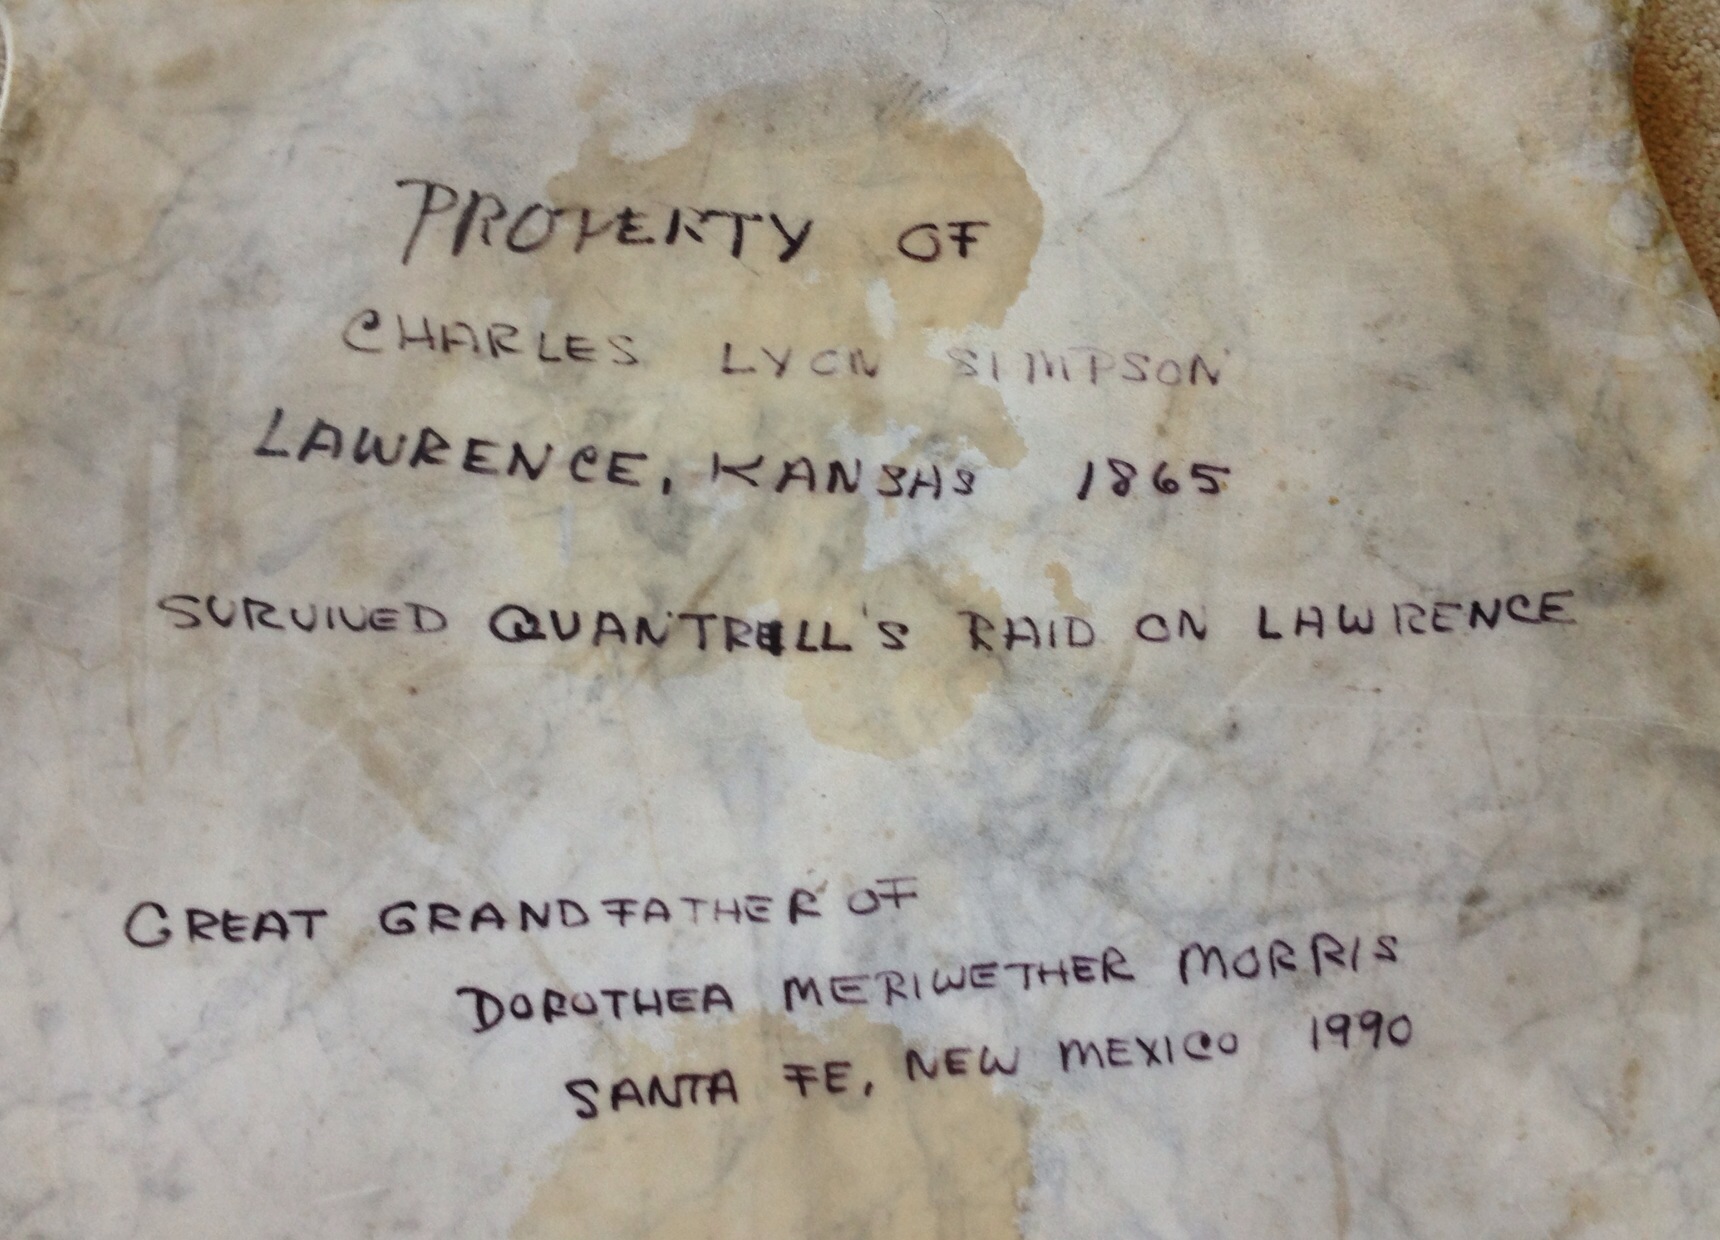 PROPERTY OF
CHARLES LYON SIMPSON
LAWRENCE, KANSAS 1865
SURVIVED QUANTRELL'S RAID ON LAWRENCE
GREAT GRANDFATHER OF
DOROTHEA MERIWETHER MORRIS
SANTA FE, NEW MEXICO 1990